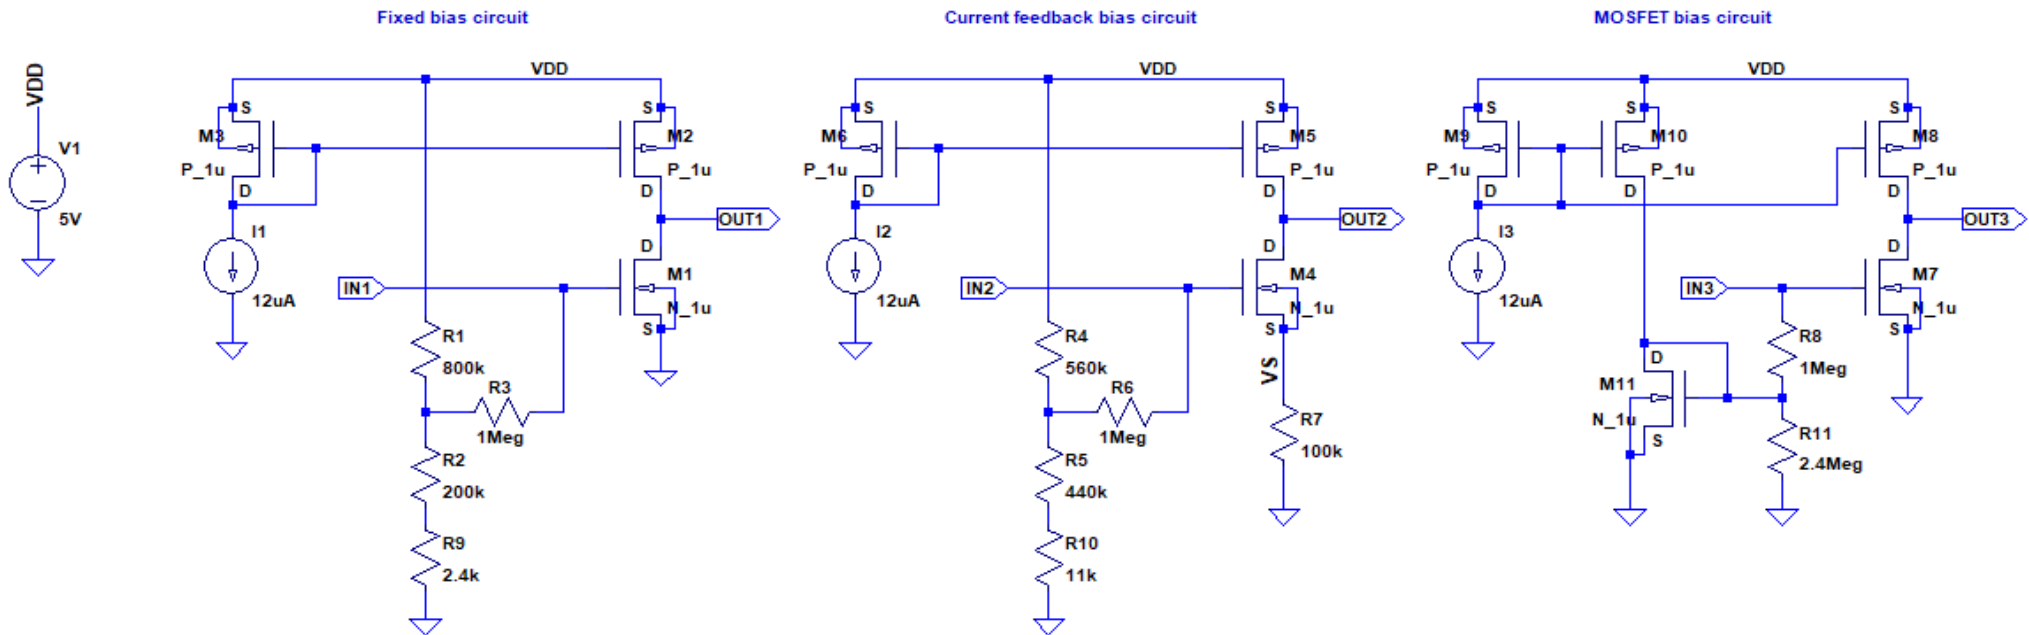 Fixed bias circuit
Current feedback bias circuit
MOSFET bias circuit
VDD
V1
5V
VDD
S
M3
P_1u
D
I1
12uA
S
M2
P_1u
D
OUT1
IN1
D
M1
N_1u
S
R1
800k
R3
1Meg
R2
200k
R9
2.4k
VDD
S
M6
P_1u
D
I2
12uA
S
M5
P_1u
D
OUT2
IN2
D
M4
N_1u
S
VS
R4
560k
R6
1Meg
R5
440k
R10
11k
R7
100k
VDD
S
M9
P_1u
D
I3
12uA
S
M10
P_1u
D
S
M8
P_1u
D
OUT3
IN3
D
M7
N_1u
S
R8
1Meg
D
M11
N_1u
S
R11
2.4Meg